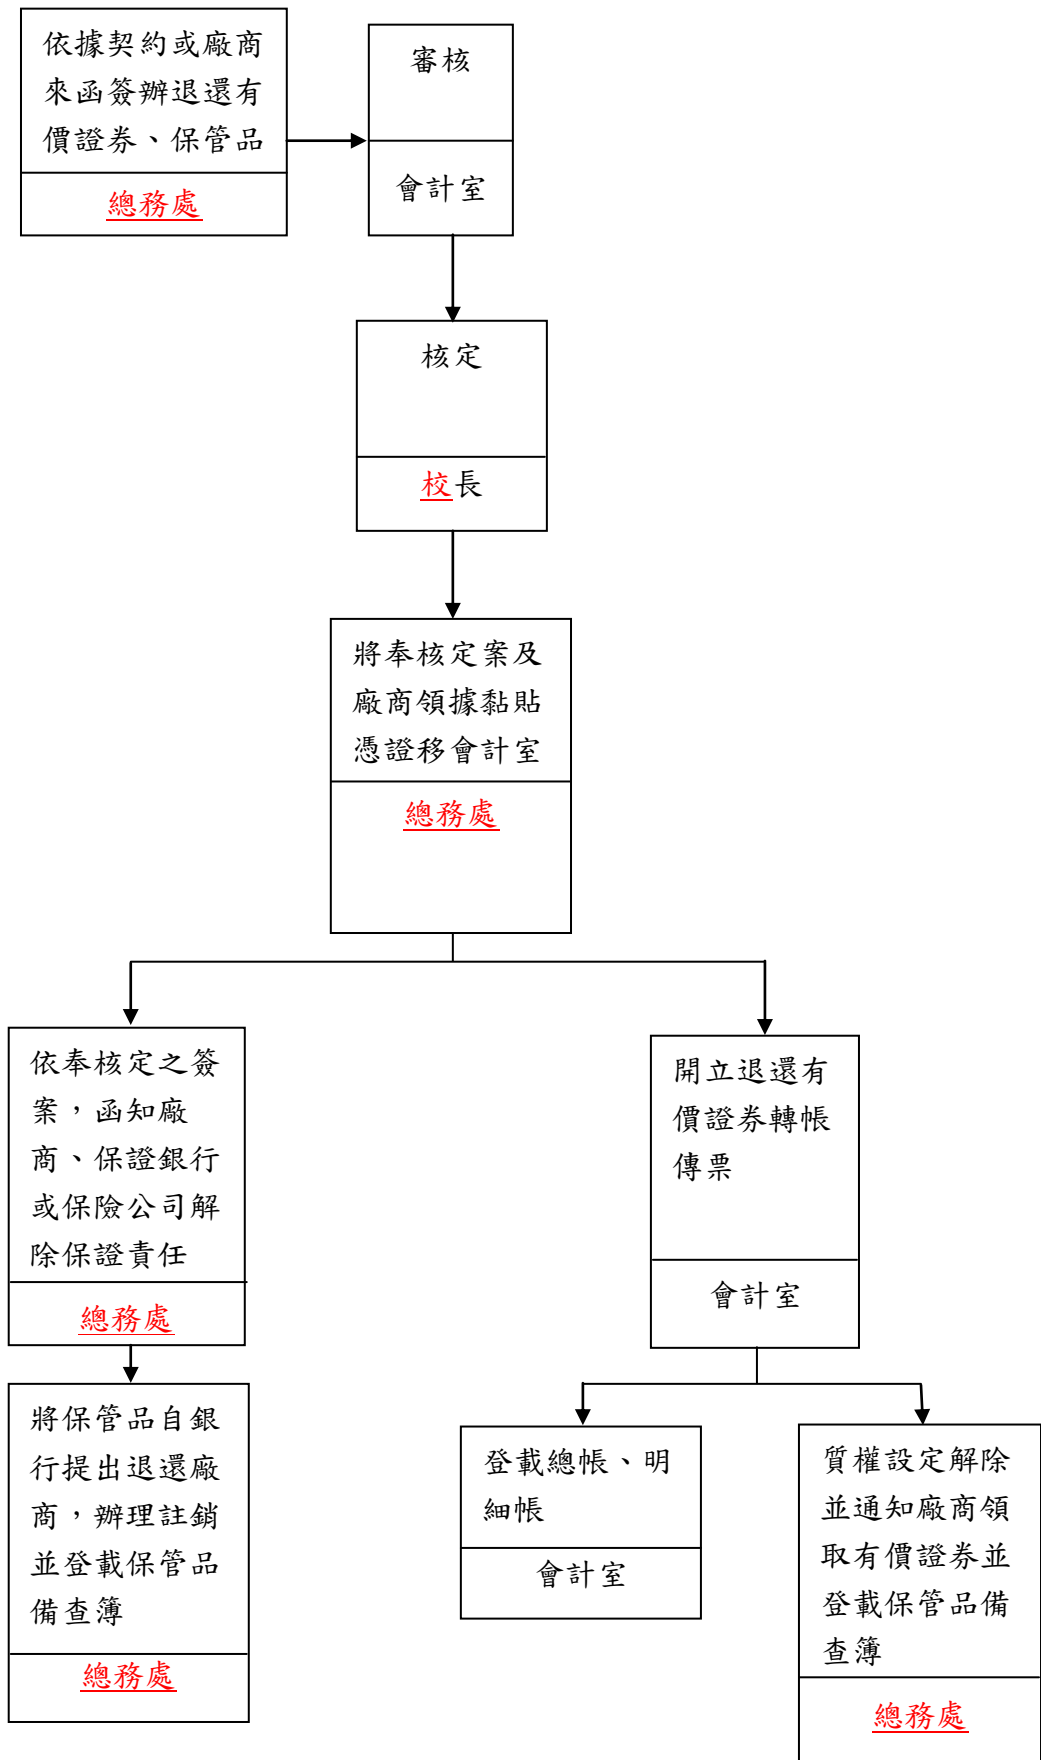 依據契約或廠商
來函簽辦退還有
價證券、保管品
總務處
審核
會計室
核定
校長
將奉核定案及
廠商領據黏貼
憑證移會計室
總務處
依奉核定之簽
案，函知廠
商、保證銀行
或保險公司解
除保證責任
總務處
開立退還有
價證券轉帳
傳票
會計室
將保管品自銀
行提出退還廠
商，辦理註銷
並登載保管品
備查簿
總務處
登載總帳、明
細帳
會計室
質權設定解除
並通知廠商領
取有價證券並
登載保管品備
查簿
總務處